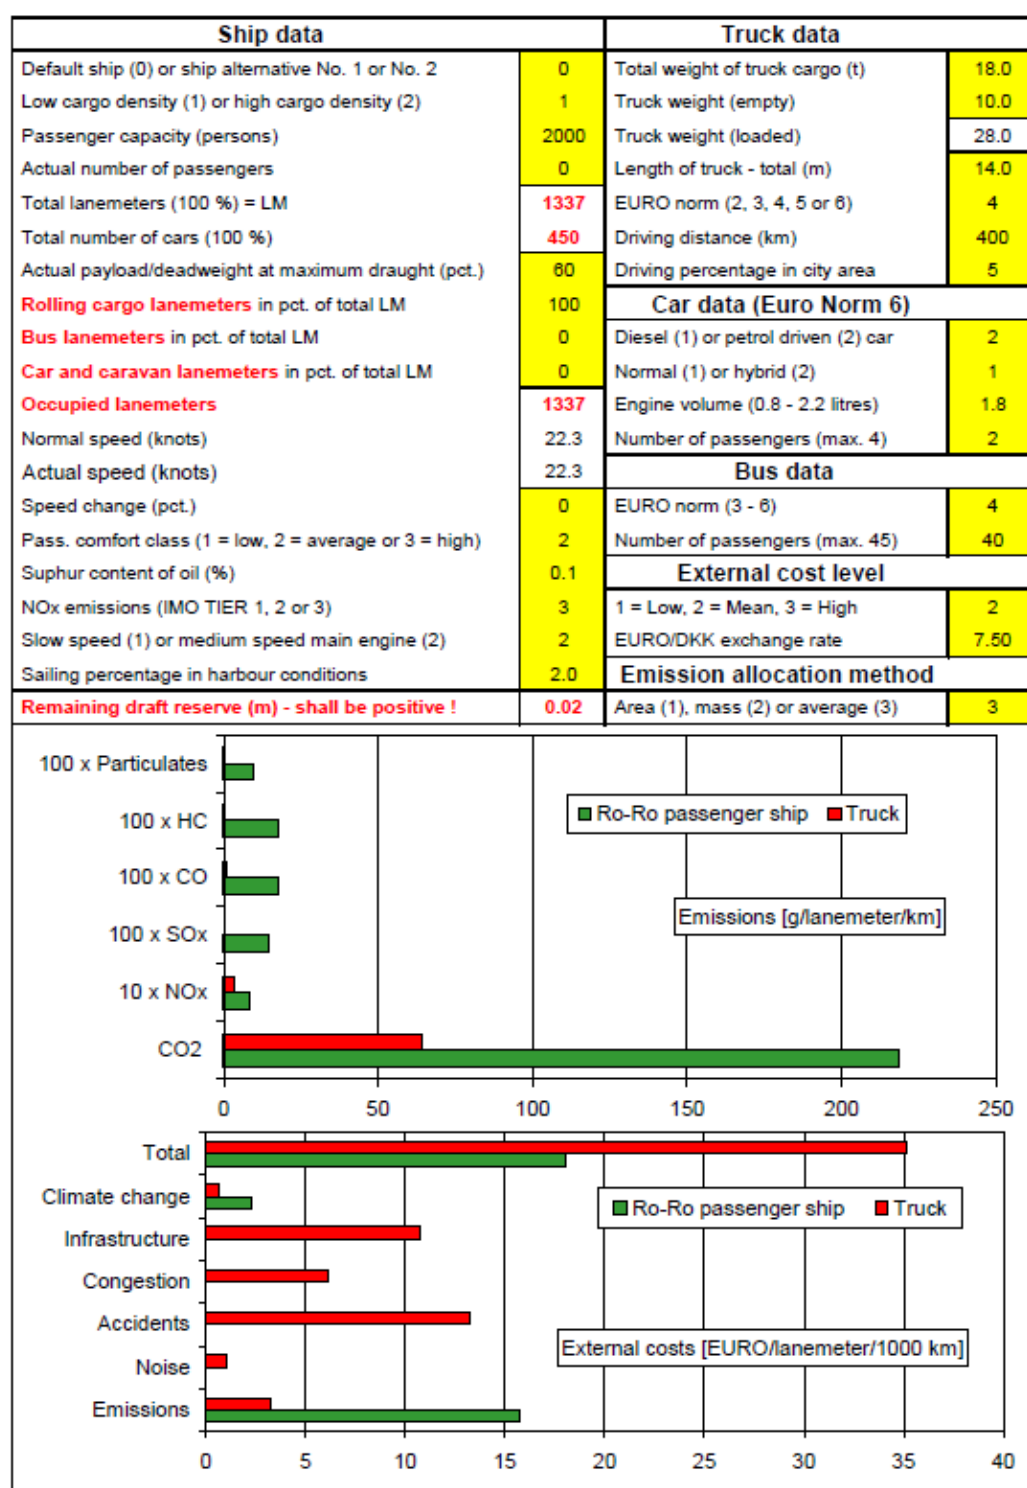 Ship data
Default ship (0) or ship alternative No. 1 or No. 2 0
Low cargo density (1) or high cargo density (2) 1
Passenger capacity (persons) 2000
Actual number of passengers 0
Total lanemeters (100 %) = LM 1337
Total number of cars (100 %) 450
Actual payload/deadweight at maximum draught (pct.) 60
Rolling cargo lanemeters in pct. of total LM 100
Bus lanemeters in pct. of total LM 0
Car and caravan lanemeters in pct. of total LM 0
Occupied lanemeters 1337
Normal speed (knots) 22.3
Actual speed (knots) 22.3
Speed change (pct.) 0
Pass. comfort class (1 = low, 2 = average or 3 = high) 2
Suphur content of oil (%) 0.1
NOx emissions (IMO TIER 1, 2 or 3) 3
Slow speed (1) or medium speed main engine (2) 2
Sailing percentage in harbour conditions 2.0
Remaining draft reserve (m) - shall be positive ! 0.02
Truck data
Total weight of truck cargo (t) 18.0
Truck weight (empty) 10.0
Truck weight (loaded) 28.0
Length of truck - total (m) 14.0
EURO norm (2, 3, 4, 5 or 6) 4
Driving distance (km) 400
Driving percentage in city area 5
Car data (Euro Norm 6)
Diesel (1) or petrol driven (2) car 2
Normal (1) or hybrid (2) 1
Engine volume (0.8 - 2.2 litres) 1.8
Number of passengers (max. 4) 2
Bus data
EURO norm (3 - 6) 4
Number of passengers (max. 45) 40
External cost level
1 = Low, 2 = Mean, 3 = High 2
EURO/DKK exchange rate 7.50
Emission allocation method
Area (1), mass (2) or average (3) 3
100 x Particulates
100 x HC
100 x CO
100 x SOx
10 x NOx
CO2
Ro-Ro passenger ship Truck
Emissions [g/lanemeter/km]
0 50 100 150 200 250
Total
Climate change
Infrastructure
Congestion
Accidents
Noise
Emissions
Ro-Ro passenger ship Truck
External costs [EURO/lanemeter/1000 km]
0 5 10 15 20 25 30 35 40